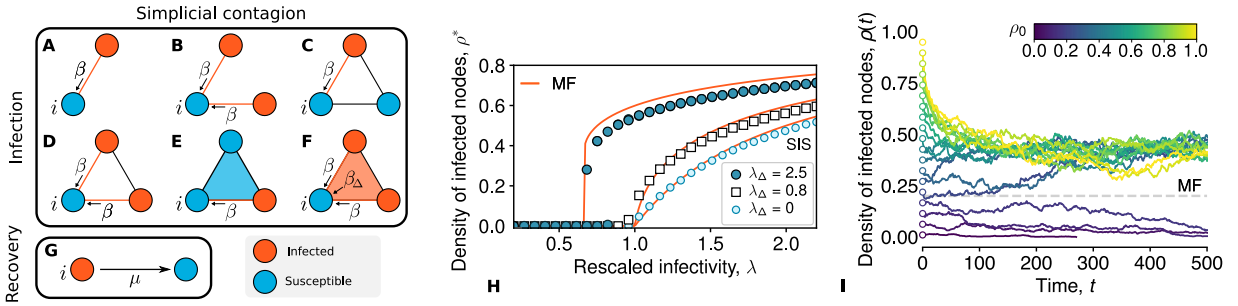 Simplicial contagion
Infection
A
β
i
B
β
i
β
C
β
i
D
β
i
β
E
i
β
F
β
β_Δ
i
β
Recovery
G
i
μ
Infected
Susceptible
Density of infected nodes, ρ*
0.8
0.6
0.4
0.2
0.0
MF
SIS
λ_Δ = 2.5
λ_Δ = 0.8
λ_Δ = 0
0.5 1.0 1.5 2.0
Rescaled infectivity, λ
H
Density of infected nodes, ρ(t)
1.00
0.75
0.50
0.25
0.00
ρ₀
0.0 0.2 0.4 0.6 0.8 1.0
MF
0 100 200 300 400 500
Time, t
I